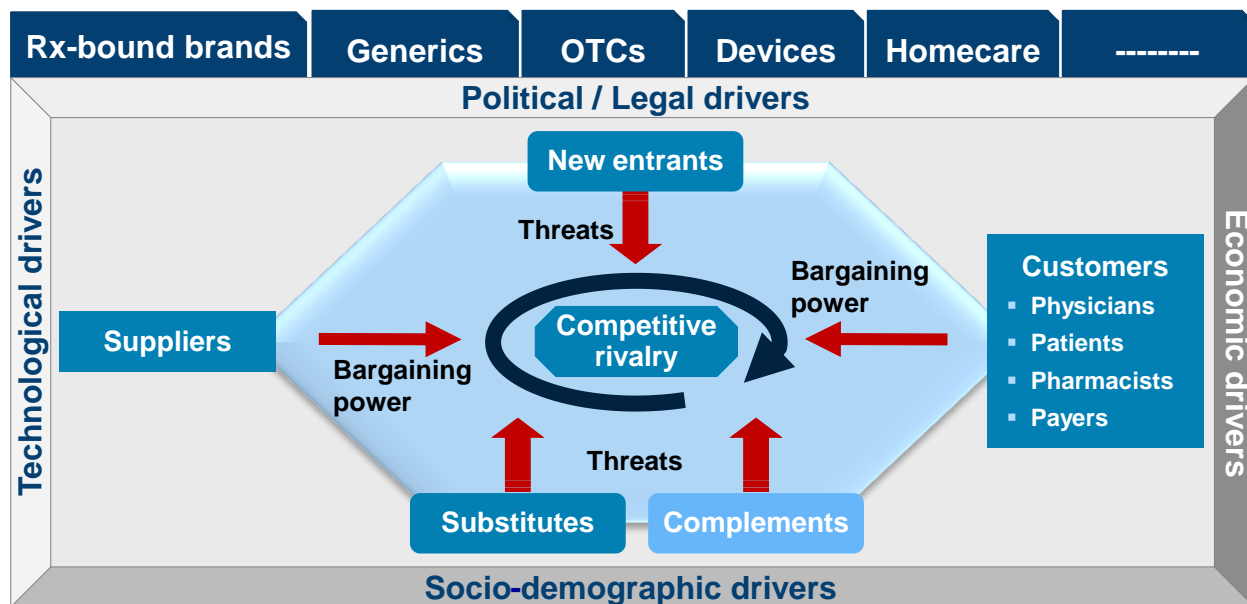 Rx-bound brands
Generics
OTCs
Devices
Homecare
--------
Political / Legal drivers
Technological drivers
Economic drivers
New entrants
Threats
Suppliers
Bargaining
power
Competitive
rivalry
Bargaining
power
Customers
▪ Physicians
▪ Patients
▪ Pharmacists
▪ Payers
Threats
Substitutes
Complements
Socio-demographic drivers